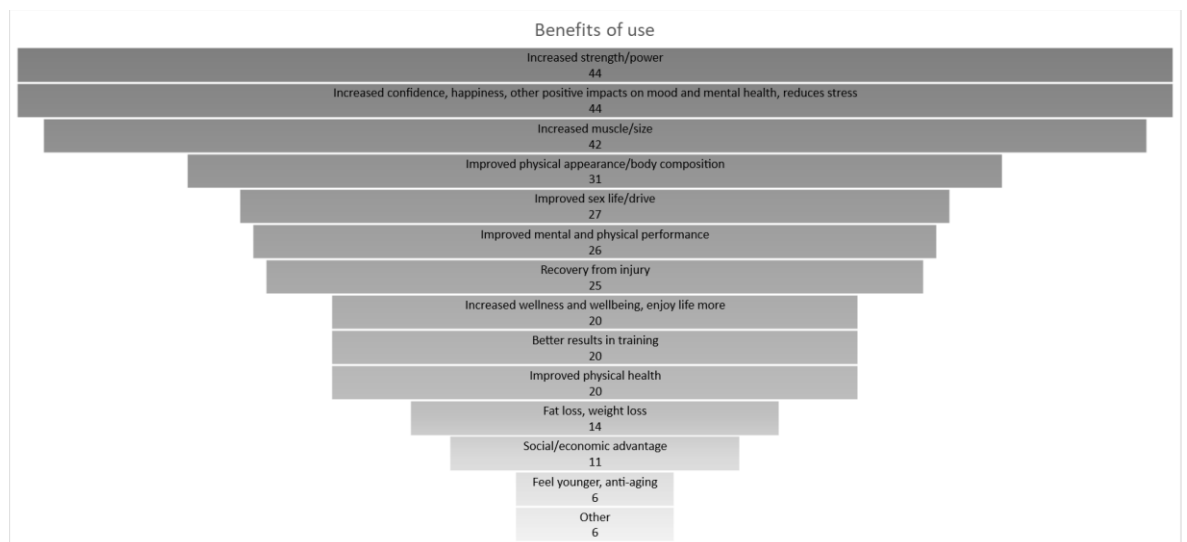 Benefits of use
Increased strength/power
44
Increased confidence, happiness, other positive impacts on mood and mental health, reduces stress
44
Increased muscle/size
42
Improved physical appearance/body composition
31
Improved sex life/drive
27
Improved mental and physical performance
26
Recovery from injury
25
Increased wellness and wellbeing, enjoy life more
20
Better results in training
20
Improved physical health
20
Fat loss, weight loss
14
Social/economic advantage
11
Feel younger, anti-aging
6
Other
6